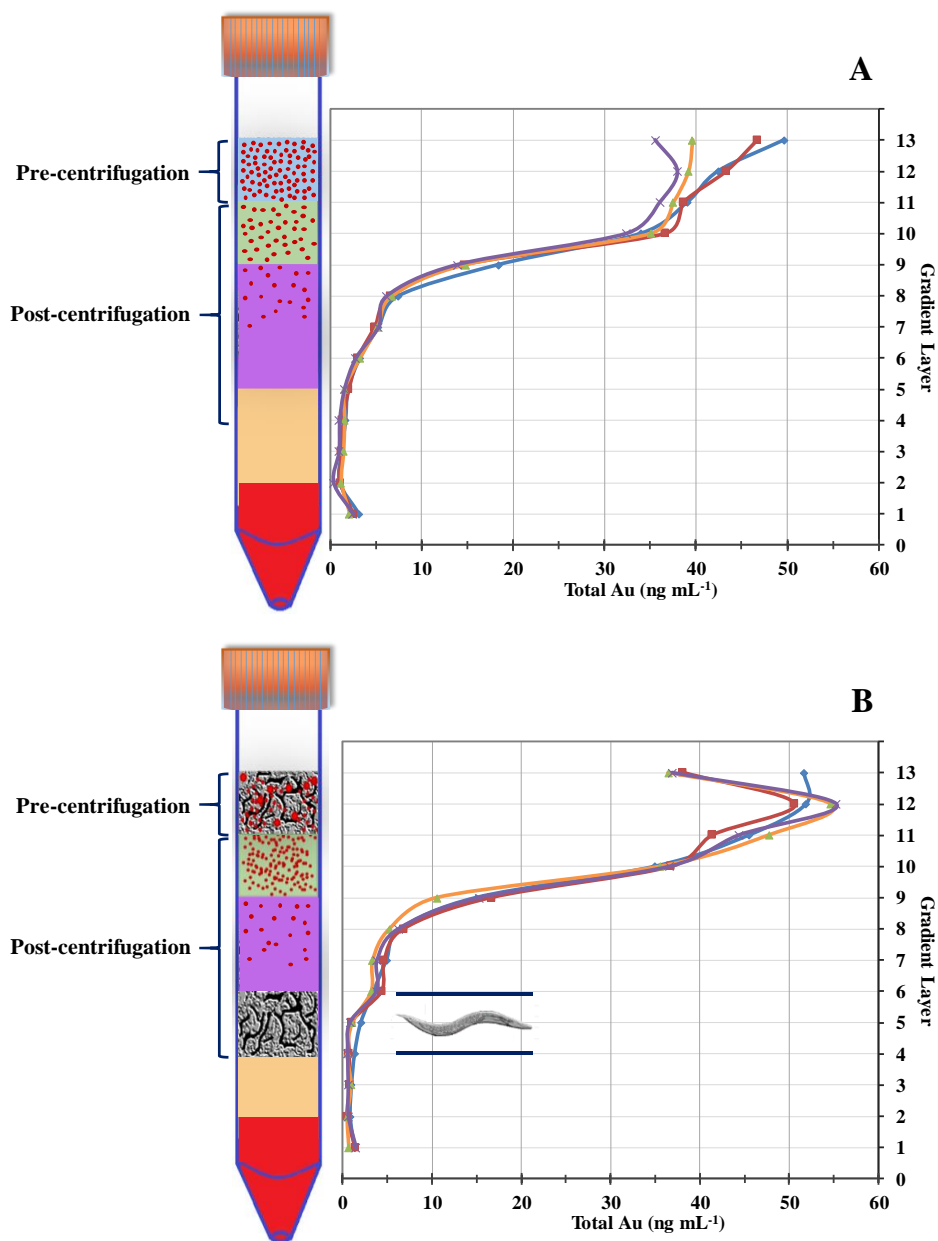 A
Pre-centrifugation
Post-centrifugation
13
12
11
10
9
8
7
6
5
4
3
2
1
0
Gradient Layer
0 10 20 30 40 50 60
Total Au (ng mL⁻¹)
B
Pre-centrifugation
Post-centrifugation
13
12
11
10
9
8
7
6
5
4
3
2
1
0
Gradient Layer
0 10 20 30 40 50 60
Total Au (ng mL⁻¹)